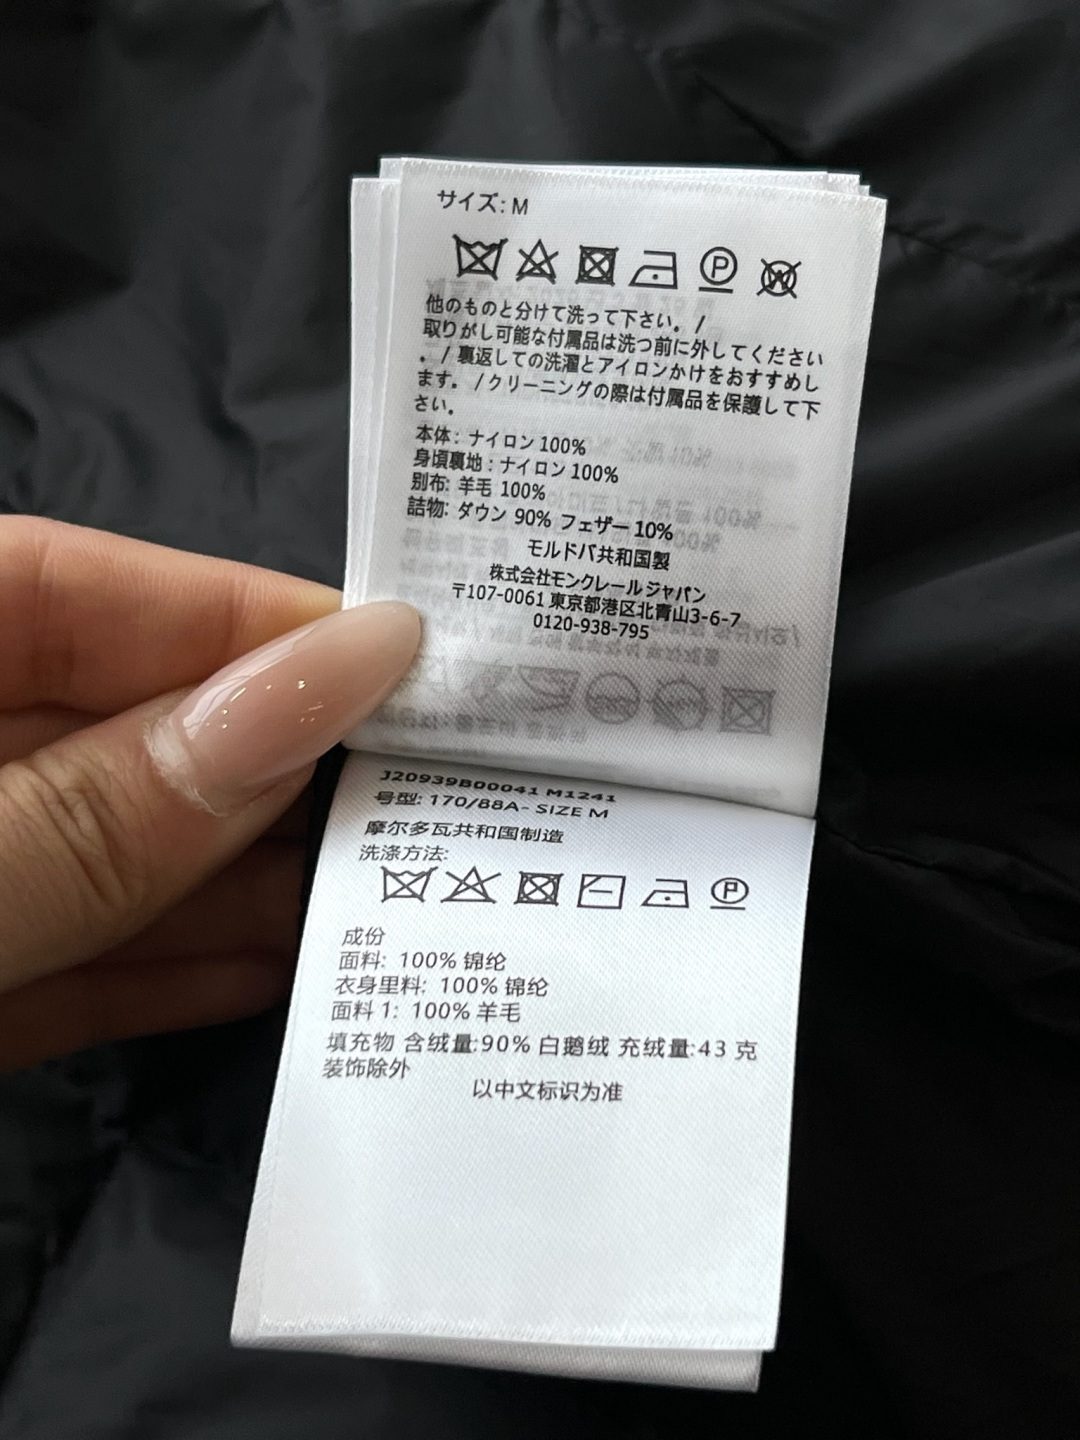 サイズ: M
他のものと分けて洗って下さい。/
取りがし可能な付属品は洗つ前に外してください
。/ 裏返しての洗濯とアイロンかけをおすすめし
ます。/クリーニングの際は付属品を保護して下
さい。
本体: ナイロン 100%
身頃裏地: ナイロン 100%
別布: 羊毛 100%
詰物: ダウン 90% フェザー 10%
モルドバ共和国製
株式会社モンクレールジャパン
〒107-0061 東京都港区北青山3-6-7
0120-938-795
J20939B00041 M1241
号型: 170/88A- SIZE M
摩尔多瓦共和国制造
洗涤方法:
成份
面料: 100% 锦纶
衣身里料: 100% 锦纶
面料 1: 100% 羊毛
填充物 含绒量:90% 白鹅绒 充绒量:43 克
装饰除外
以中文标识为准